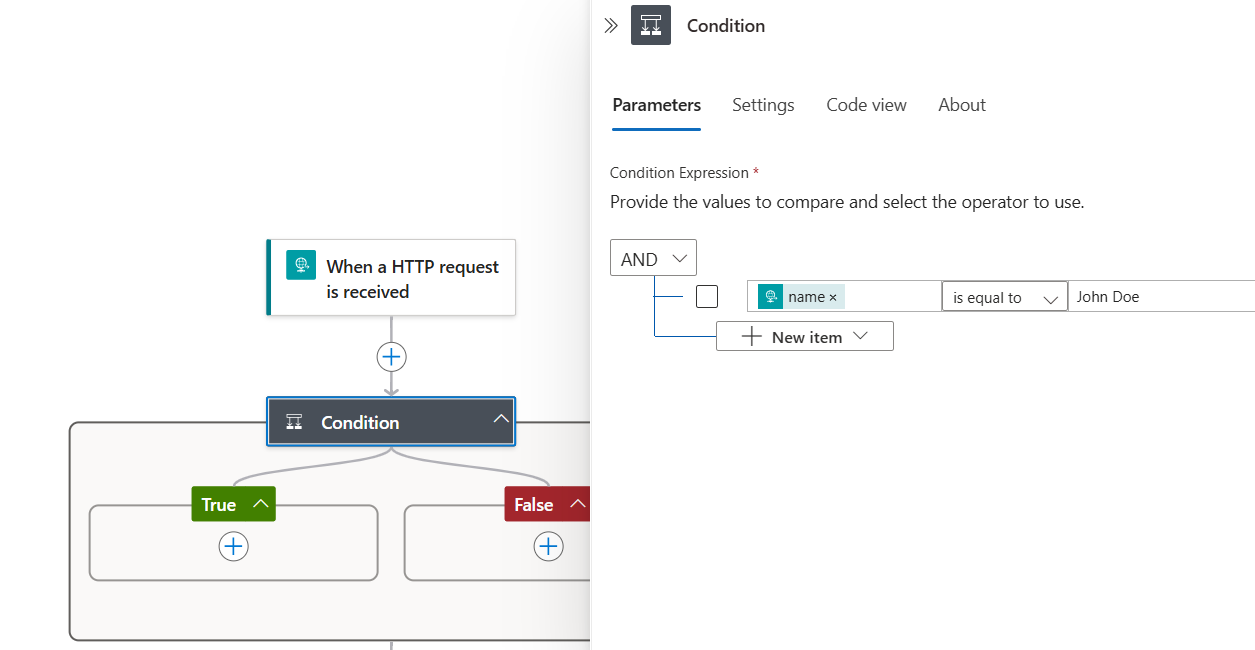 When a HTTP request
is received
Condition
True
False
Condition
Parameters Settings Code view About
Condition Expression *
Provide the values to compare and select the operator to use.
AND
name × is equal to John Doe
New item